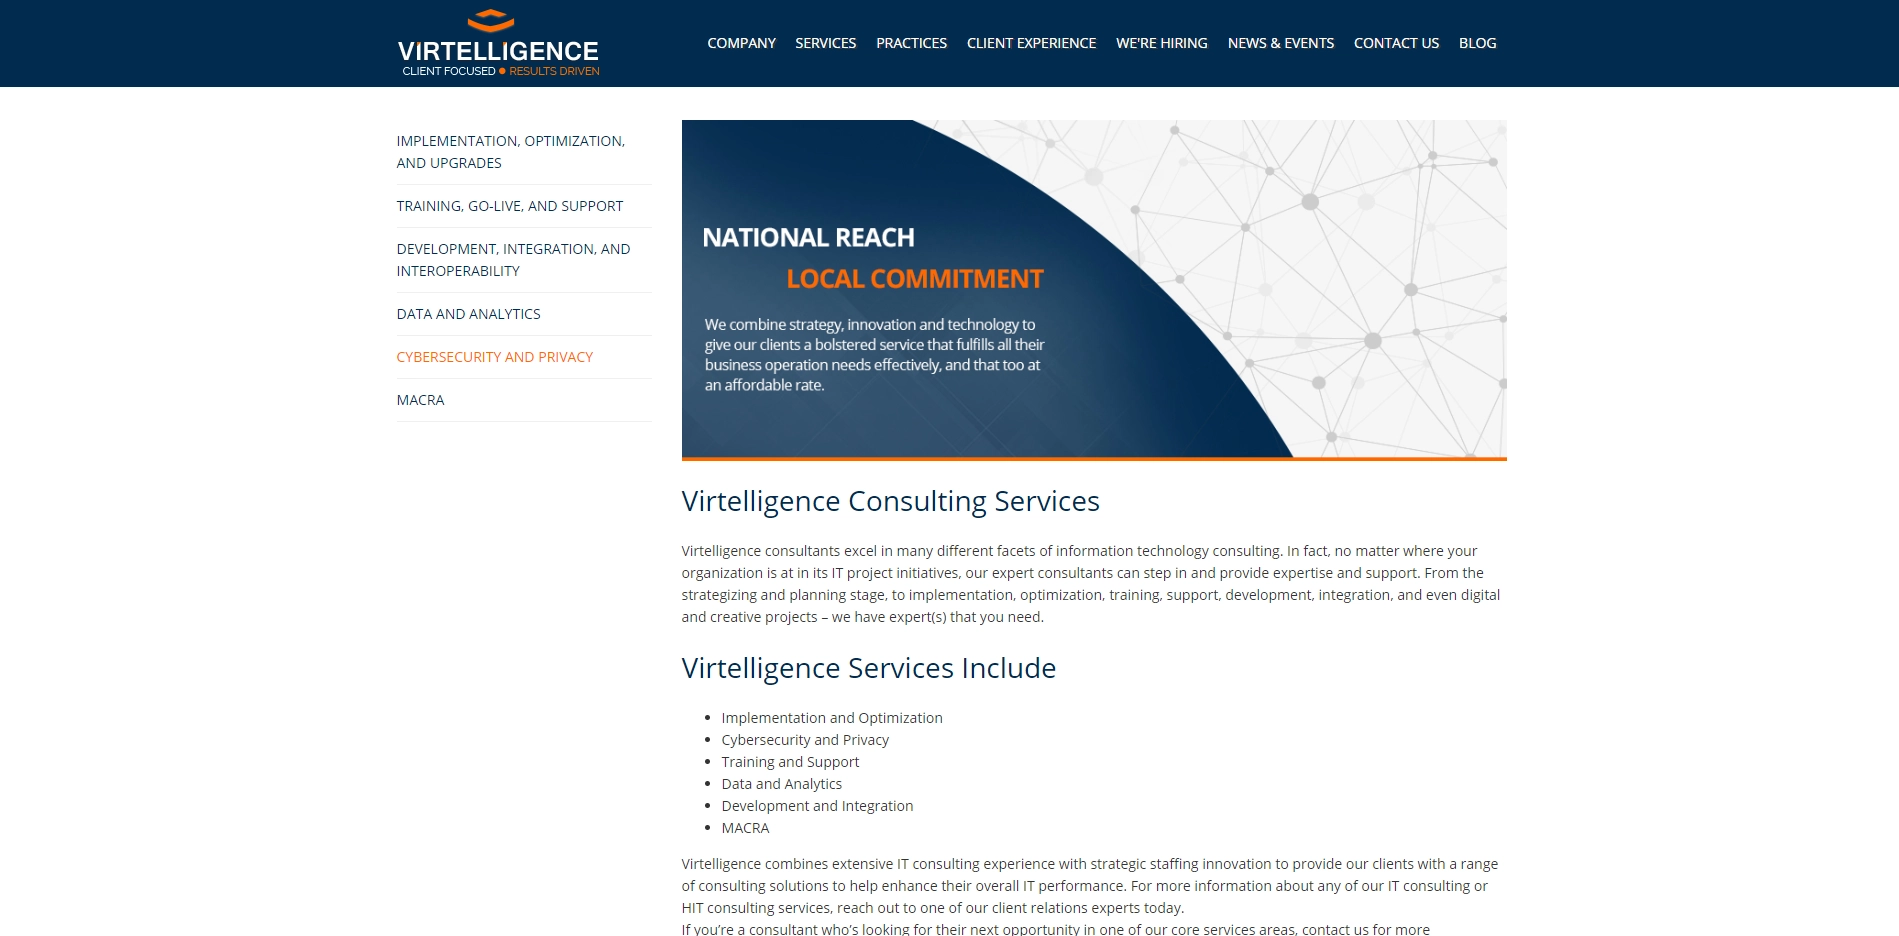 VIRTELLIGENCE
CLIENT FOCUSED ● RESULTS DRIVEN
COMPANY SERVICES PRACTICES CLIENT EXPERIENCE WE'RE HIRING NEWS & EVENTS CONTACT US BLOG
IMPLEMENTATION, OPTIMIZATION,
AND UPGRADES
TRAINING, GO-LIVE, AND SUPPORT
DEVELOPMENT, INTEGRATION, AND
INTEROPERABILITY
DATA AND ANALYTICS
CYBERSECURITY AND PRIVACY
MACRA
NATIONAL REACH
LOCAL COMMITMENT
We combine strategy, innovation and technology to
give our clients a bolstered service that fulfills all their
business operation needs effectively, and that too at
an affordable rate.
Virtelligence Consulting Services
Virtelligence consultants excel in many different facets of information technology consulting. In fact, no matter where your
organization is at in its IT project initiatives, our expert consultants can step in and provide expertise and support. From the
strategizing and planning stage, to implementation, optimization, training, support, development, integration, and even digital
and creative projects – we have expert(s) that you need.
Virtelligence Services Include
• Implementation and Optimization
• Cybersecurity and Privacy
• Training and Support
• Data and Analytics
• Development and Integration
• MACRA
Virtelligence combines extensive IT consulting experience with strategic staffing innovation to provide our clients with a range
of consulting solutions to help enhance their overall IT performance. For more information about any of our IT consulting or
HIT consulting services, reach out to one of our client relations experts today.
If you’re a consultant who’s looking for their next opportunity in one of our core services areas, contact us for more